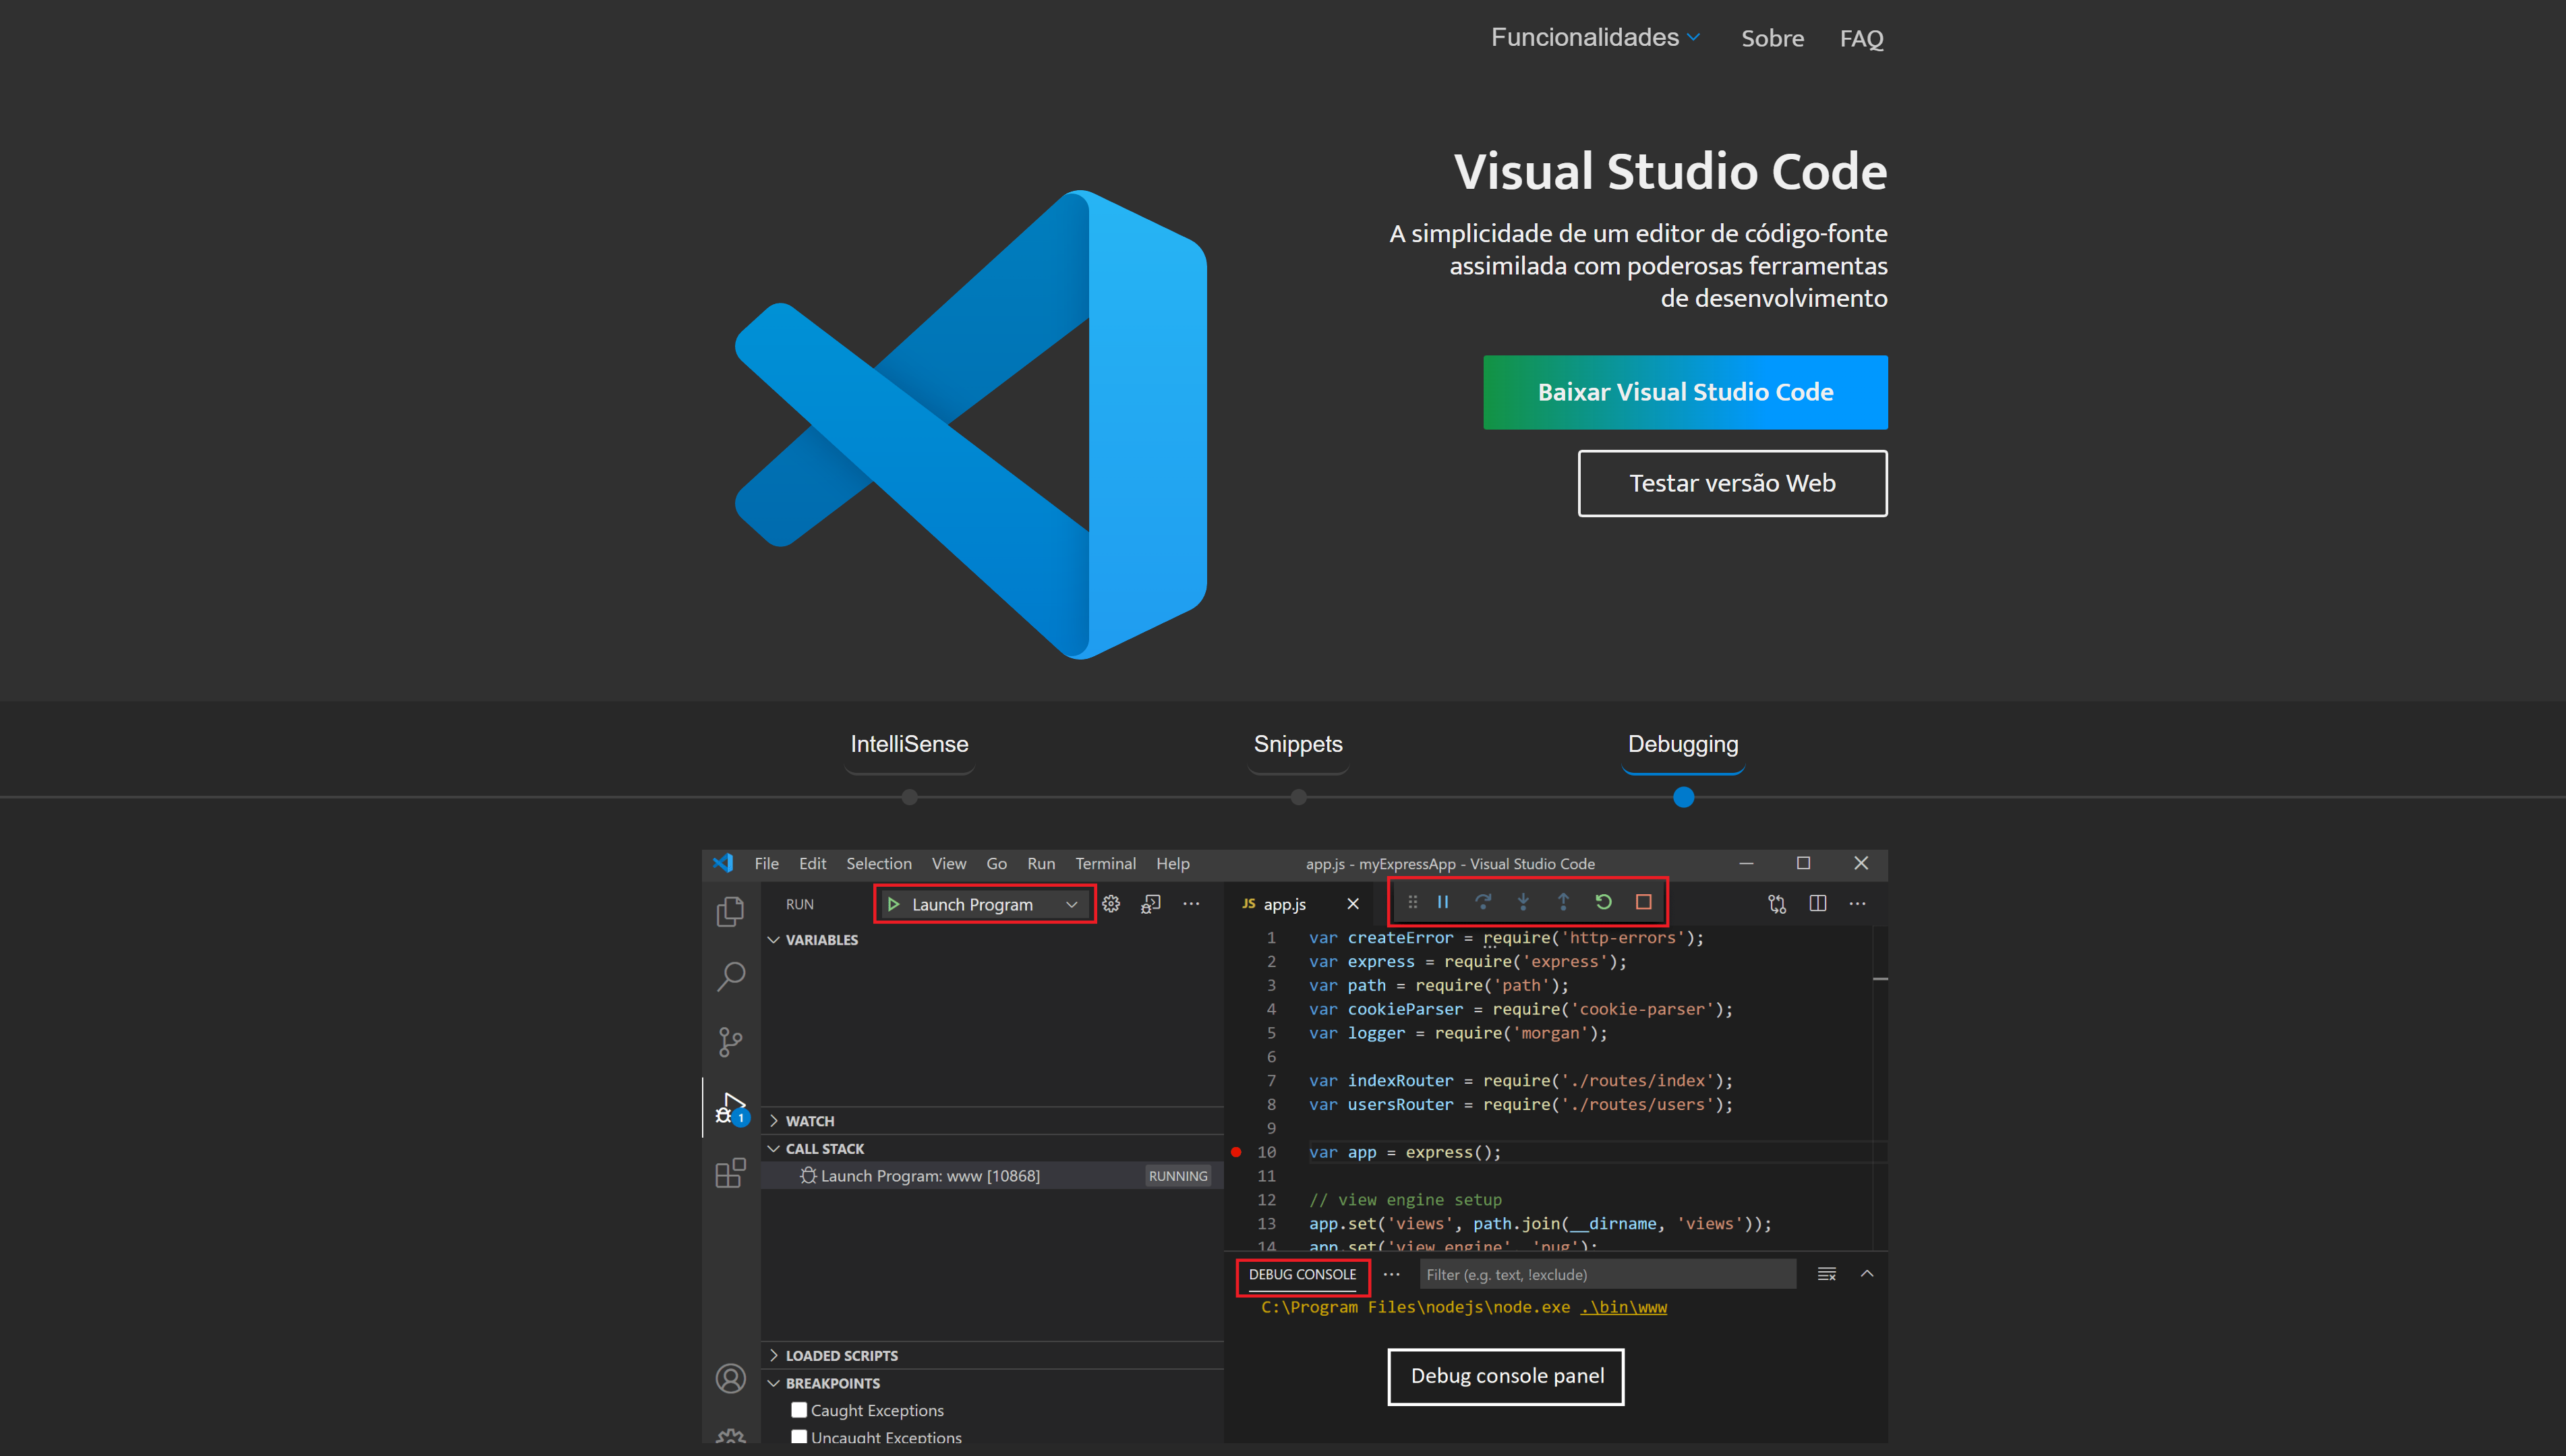 Funcionalidades Sobre FAQ
Visual Studio Code
A simplicidade de um editor de código-fonte
assimilada com poderosas ferramentas
de desenvolvimento
Baixar Visual Studio Code
Testar versão Web
IntelliSense Snippets Debugging
File Edit Selection View Go Run Terminal Help app.js - myExpressApp - Visual Studio Code
RUN Launch Program
VARIABLES
1
WATCH
CALL STACK
Launch Program: www [10868] RUNNING
LOADED SCRIPTS
BREAKPOINTS
Caught Exceptions
Uncaught Exceptions
JS app.js
1 var createError = require('http-errors');
2 var express = require('express');
3 var path = require('path');
4 var cookieParser = require('cookie-parser');
5 var logger = require('morgan');
6
7 var indexRouter = require('./routes/index');
8 var usersRouter = require('./routes/users');
9
10 var app = express();
11
12 // view engine setup
13 app.set('views', path.join(__dirname, 'views'));
14 app.set('view engine', 'pug');
DEBUG CONSOLE Filter (e.g. text, !exclude)
C:\Program Files\nodejs\node.exe .\bin\www
Debug console panel